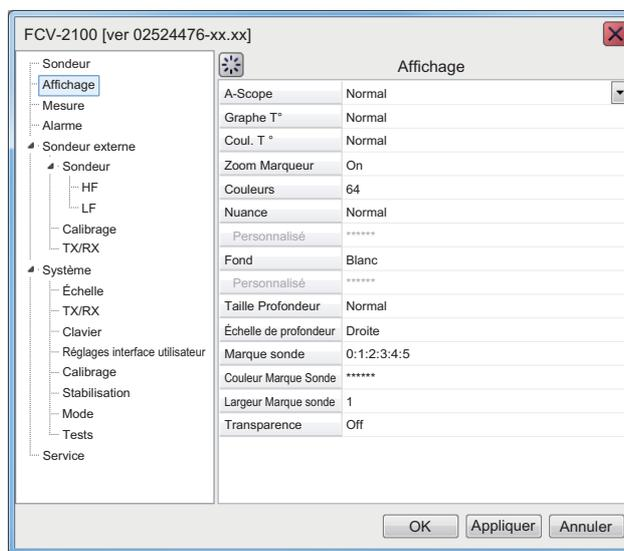 FCV-2100 [ver 02524476-xx.xx]
Sondeur
Affichage
Mesure
Alarme
Sondeur externe
Sondeur
HF
LF
Calibrage
TX/RX
Système
Échelle
TX/RX
Clavier
Réglages interface utilisateur
Calibrage
Stabilisation
Mode
Tests
Service
Affichage
A-Scope Normal
Graphe T° Normal
Coul. T ° Normal
Zoom Marqueur On
Couleurs 64
Nuance Normal
Personnalisé ******
Fond Blanc
Personnalisé ******
Taille Profondeur Normal
Échelle de profondeur Droite
Marque sonde 0:1:2:3:4:5
Couleur Marque Sonde ******
Largeur Marque sonde 1
Transparence Off
OK Appliquer Annuler